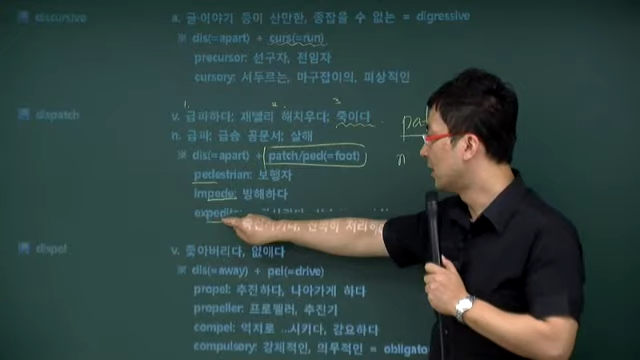 discursive a. 글·이야기 등이 산만한, 종잡을 수 없는 = digressive
※ dis(=apart) + curs(=run)
precursor: 선구자, 전임자
cursory: 서두르는, 마구잡이의, 피상적인
1. 2. 3
dispatch v. 급파하다; 재빨리 해치우다; 죽이다
n. 급파; 급송 공문서; 살해
※ dis(=apart) + patch/ped(=foot)
pa
n
pedestrian: 보행자
impede: 방해하다
dispel v. 쫓아버리다, 없애다
※ dis(=away) + pel(=drive)
propel: 추진하다, 나아가게 하다
propeller: 프로펠러, 추진기
compel: 억지로 ...시키다, 강요하다
compulsory: 강제적인, 의무적인 = obligato